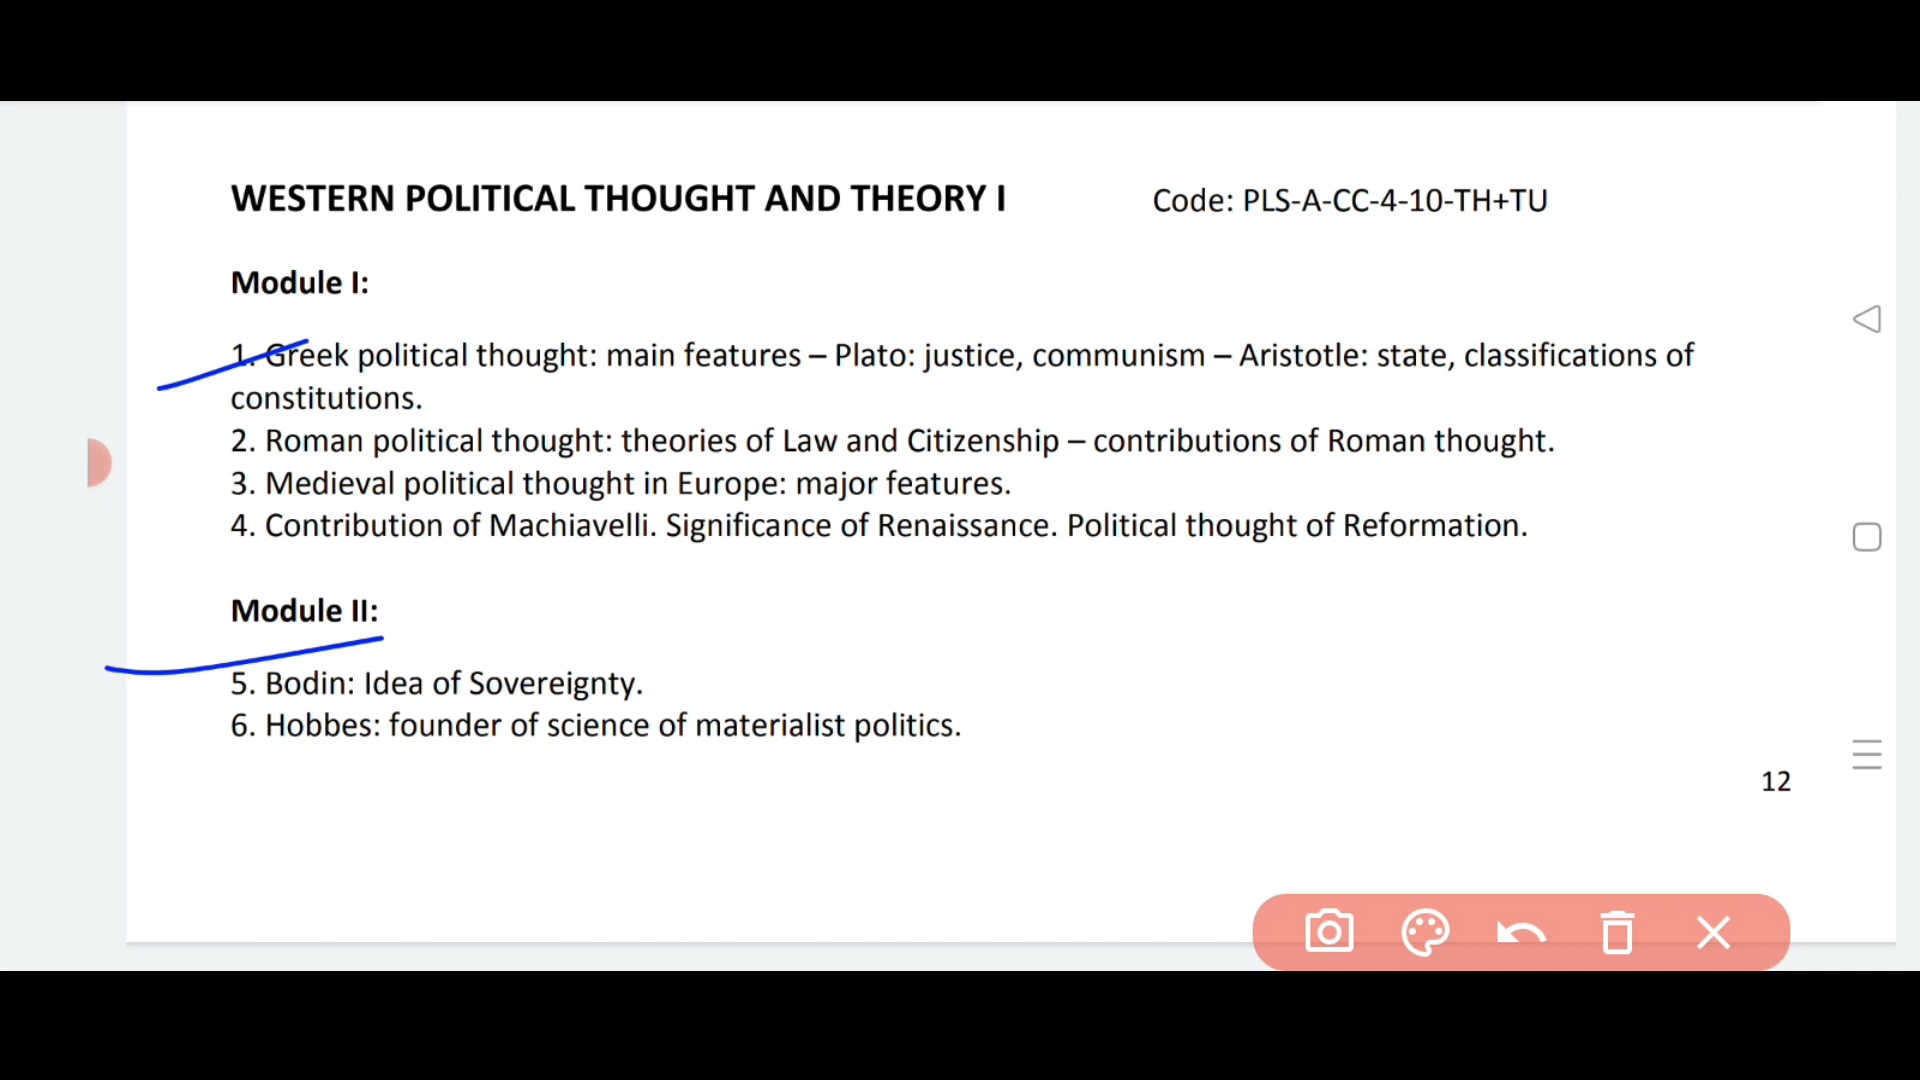 WESTERN POLITICAL THOUGHT AND THEORY I Code: PLS-A-CC-4-10-TH+TU
Module I:
1. Greek political thought: main features – Plato: justice, communism – Aristotle: state, classifications of
constitutions.
2. Roman political thought: theories of Law and Citizenship – contributions of Roman thought.
3. Medieval political thought in Europe: major features.
4. Contribution of Machiavelli. Significance of Renaissance. Political thought of Reformation.
Module II:
5. Bodin: Idea of Sovereignty.
6. Hobbes: founder of science of materialist politics.
12